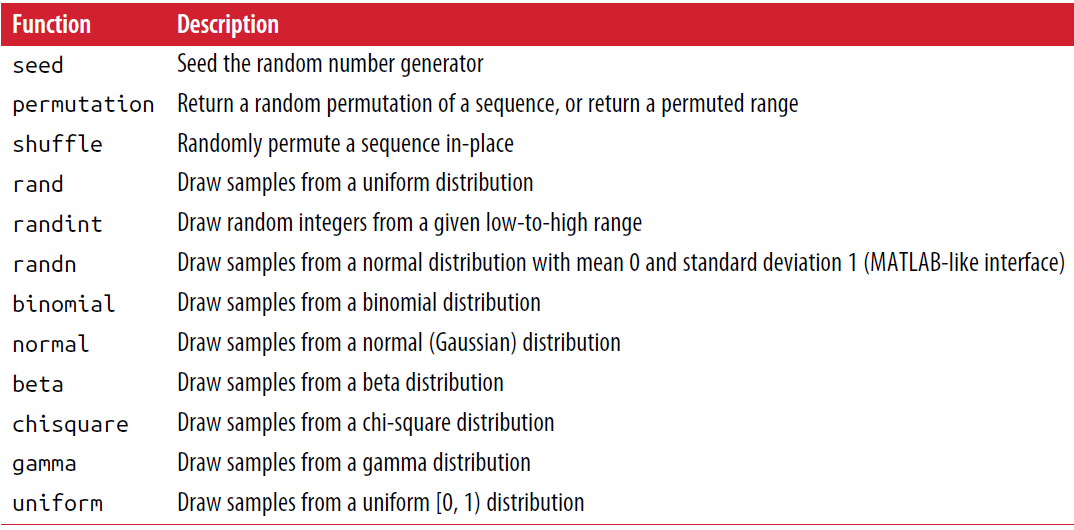 Function Description
seed Seed the random number generator
permutation Return a random permutation of a sequence, or return a permuted range
shuffle Randomly permute a sequence in-place
rand Draw samples from a uniform distribution
randint Draw random integers from a given low-to-high range
randn Draw samples from a normal distribution with mean 0 and standard deviation 1 (MATLAB-like interface)
binomial Draw samples from a binomial distribution
normal Draw samples from a normal (Gaussian) distribution
beta Draw samples from a beta distribution
chisquare Draw samples from a chi-square distribution
gamma Draw samples from a gamma distribution
uniform Draw samples from a uniform [0, 1) distribution